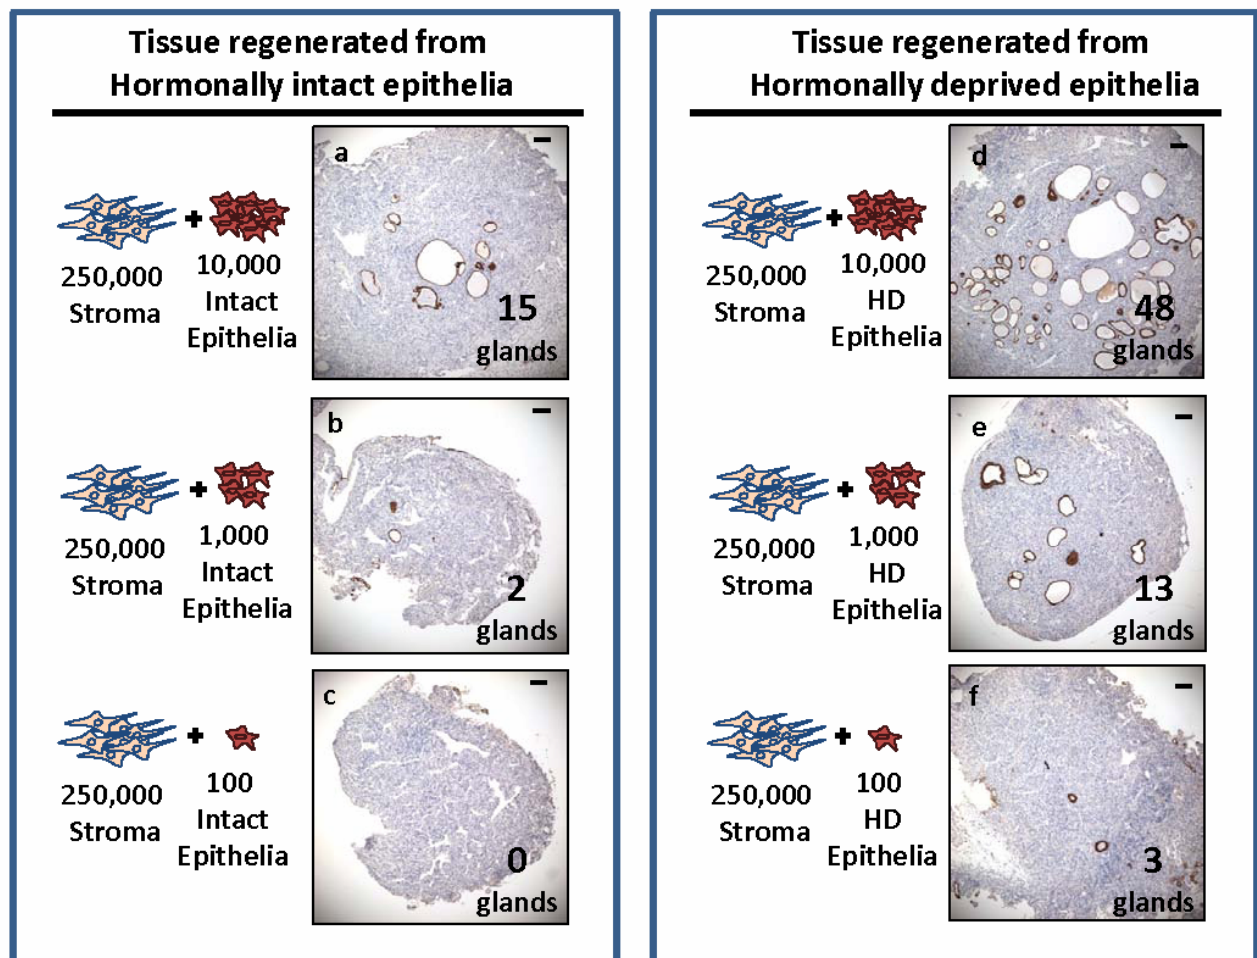 Tissue regenerated from
Hormonally intact epithelia
a
250,000
Stroma
+
10,000
Intact
Epithelia
15
glands
b
250,000
Stroma
+
1,000
Intact
Epithelia
2
glands
c
250,000
Stroma
+
100
Intact
Epithelia
0
glands
Tissue regenerated from
Hormonally deprived epithelia
d
250,000
Stroma
+
10,000
HD
Epithelia
48
glands
e
250,000
Stroma
+
1,000
HD
Epithelia
13
glands
f
250,000
Stroma
+
100
HD
Epithelia
3
glands